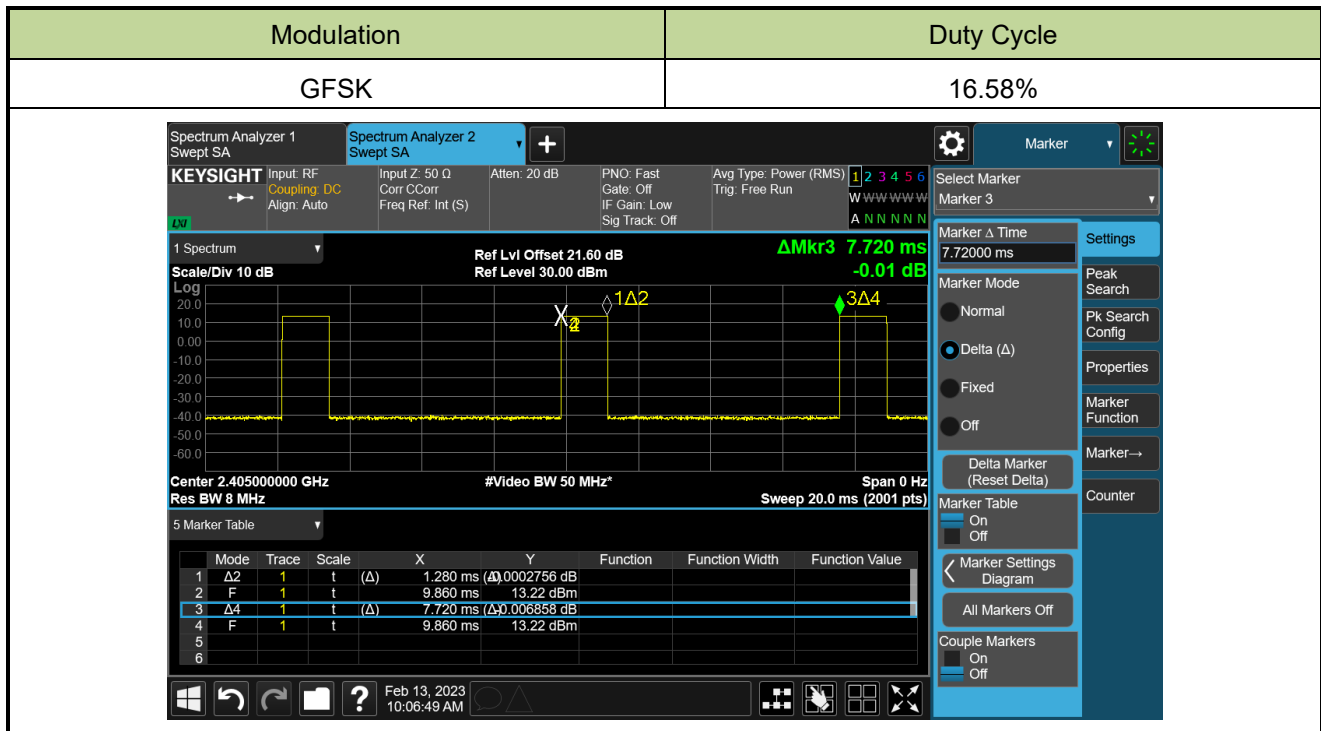 Modulation Duty Cycle
GFSK 16.58%
Spectrum Analyzer 1
Swept SA
Spectrum Analyzer 2
Swept SA
Marker
KEYSIGHT
LXI
Input: RF
Coupling: DC
Align: Auto
Input Z: 50 Ω
Corr CCorr
Freq Ref: Int (S)
Atten: 20 dB
PNO: Fast
Gate: Off
IF Gain: Low
Sig Track: Off
Avg Type: Power (RMS)
Trig: Free Run
1 2 3 4 5 6
W W W W W W
A N N N N N
1 Spectrum
Scale/Div 10 dB
Log
Ref Lvl Offset 21.60 dB
Ref Level 30.00 dBm
ΔMkr3 7.720 ms
-0.01 dB
20.0
10.0
0.00
-10.0
-20.0
-30.0
-40.0
-50.0
-60.0
1Δ2
3Δ4
Center 2.405000000 GHz
Res BW 8 MHz
#Video BW 50 MHz*
Span 0 Hz
Sweep 20.0 ms (2001 pts)
5 Marker Table
Mode Trace Scale X Y Function Function Width Function Value
1 Δ2 1 t (Δ) 1.280 ms (Δ) 0.0002756 dB
2 F 1 t 9.860 ms 13.22 dBm
3 Δ4 1 t (Δ) 7.720 ms (Δ) -0.006858 dB
4 F 1 t 9.860 ms 13.22 dBm
5
6
Feb 13, 2023
10:06:49 AM
Select Marker
Marker 3
Marker Δ Time
7.72000 ms
Marker Mode
Normal
Delta (Δ)
Fixed
Off
Delta Marker
(Reset Delta)
Marker Table
On
Off
Marker Settings
Diagram
All Markers Off
Couple Markers
On
Off
Settings
Peak
Search
Pk Search
Config
Properties
Marker
Function
Marker→
Counter